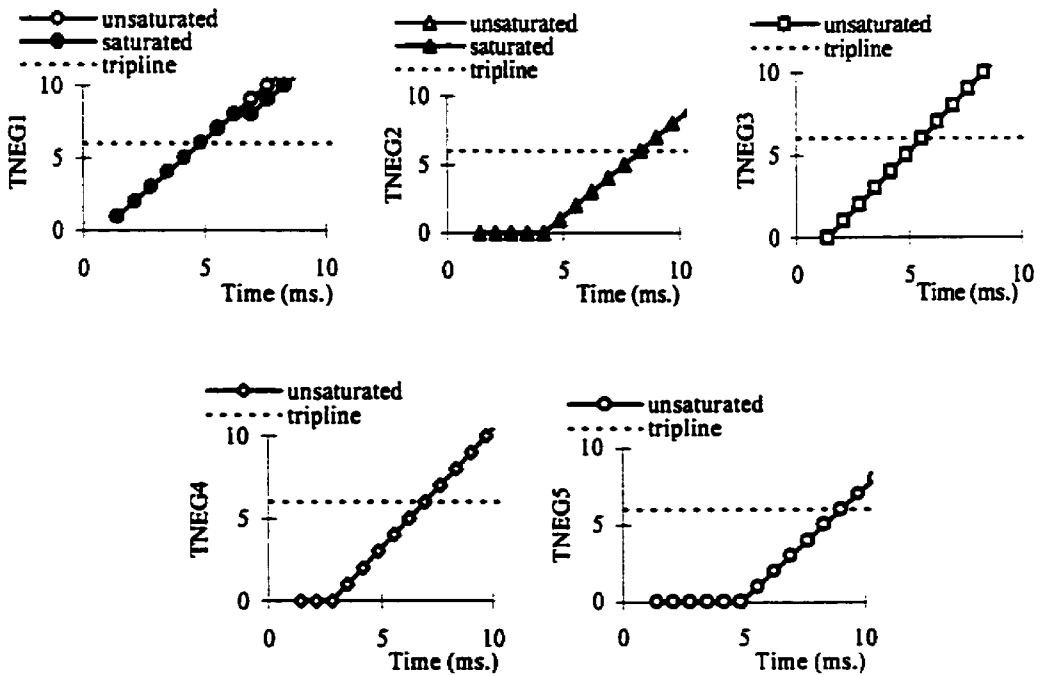 unsaturated
saturated
tripline
10
5
0
TNEG1
0 5 10
Time (ms.)
unsaturated
saturated
tripline
10
5
0
TNEG2
0 5 10
Time (ms.)
unsaturated
tripline
10
5
0
TNEG3
0 5 10
Time (ms.)
unsaturated
tripline
10
5
0
TNEG4
0 5 10
Time (ms.)
unsaturated
tripline
10
5
0
TNEG5
0 5 10
Time (ms.)